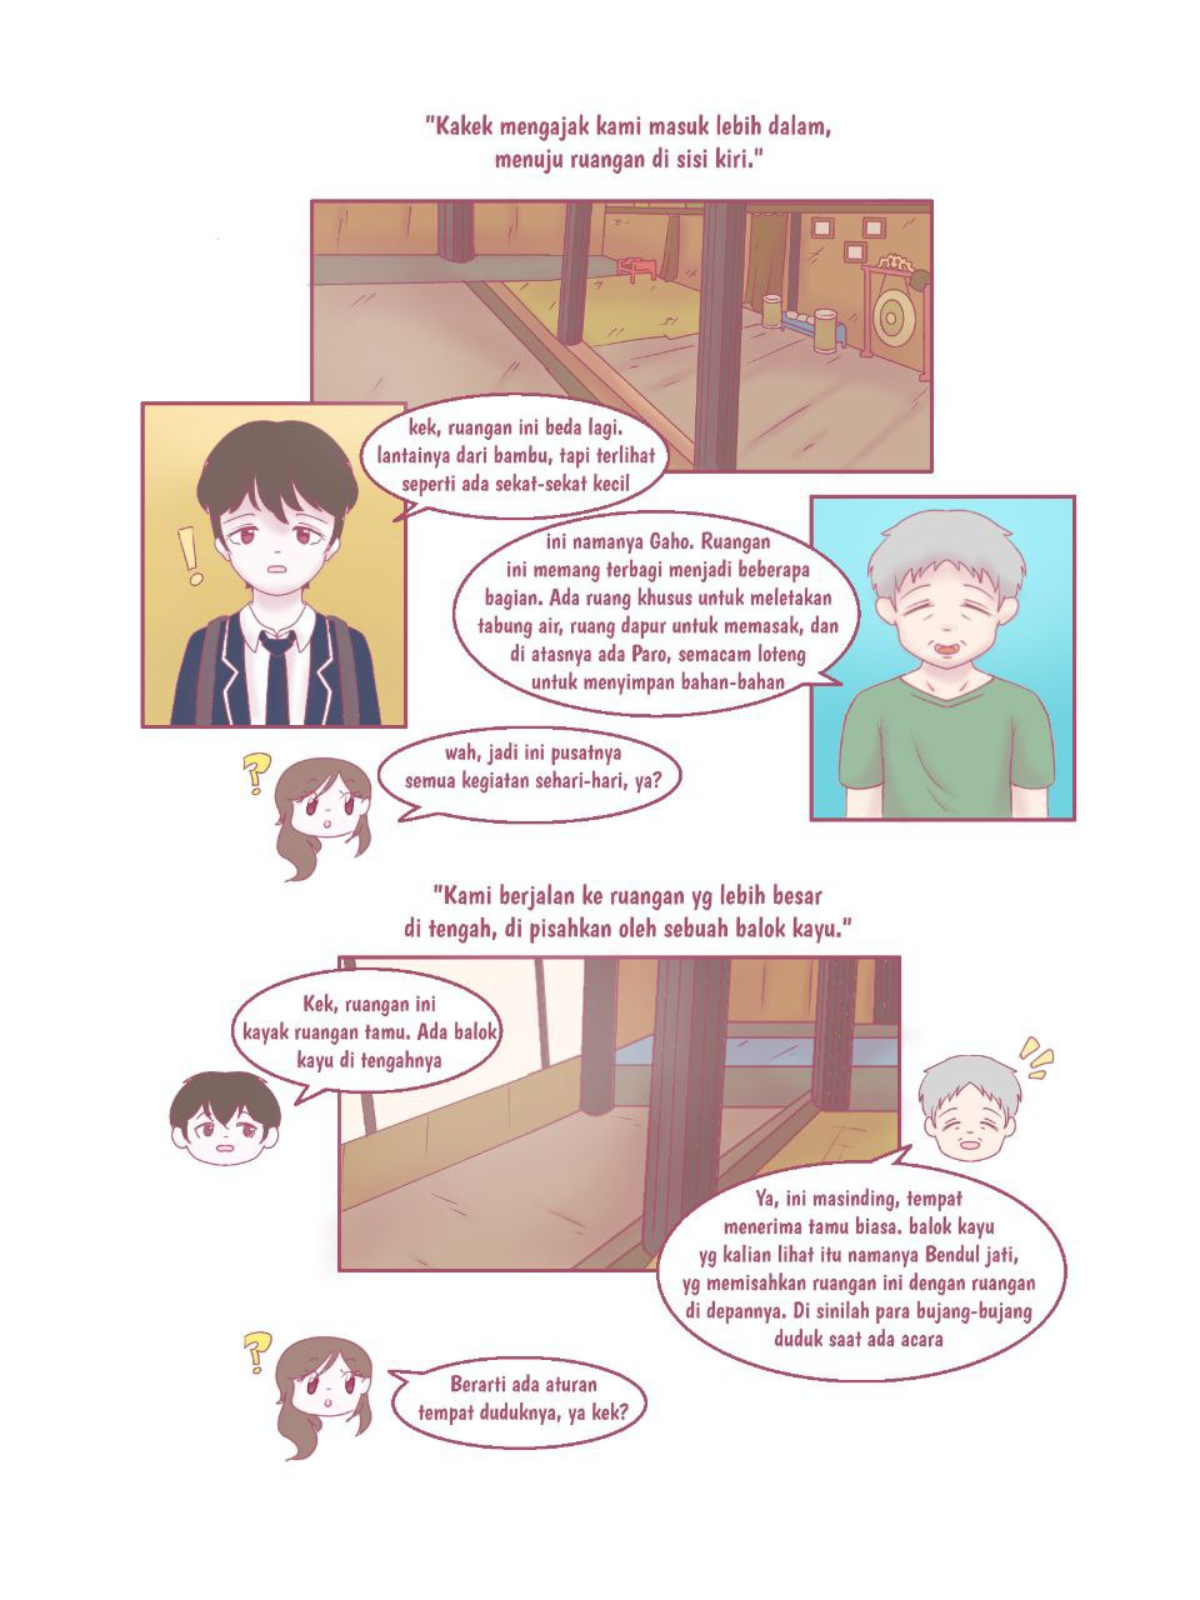 "Kakek mengajak kami masuk lebih dalam,
menuju ruangan di sisi kiri."
kek, ruangan ini beda lagi.
lantainya dari bambu, tapi terlihat
seperti ada sekat-sekat kecil
ini namanya Gaho. Ruangan
ini memang terbagi menjadi beberapa
bagian. Ada ruang khusus untuk meletakan
tabung air, ruang dapur untuk memasak, dan
di atasnya ada Paro, semacam loteng
untuk menyimpan bahan-bahan
wah, jadi ini pusatnya
semua kegiatan sehari-hari, ya?
"Kami berjalan ke ruangan yg lebih besar
di tengah, di pisahkan oleh sebuah balok kayu."
Kek, ruangan ini
kayak ruangan tamu. Ada balok
kayu di tengahnya
Ya, ini masinding, tempat
menerima tamu biasa. balok kayu
yg kalian lihat itu namanya Bendul jati,
yg memisahkan ruangan ini dengan ruangan
di depannya. Di sinilah para bujang-bujang
duduk saat ada acara
Berarti ada aturan
tempat duduknya, ya kek?